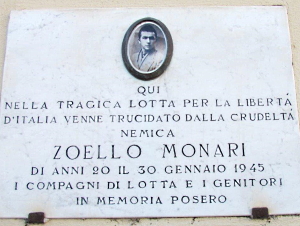 QUI
NELLA TRAGICA LOTTA PER LA LIBERTÀ
D'ITALIA VENNE TRUCIDATO DALLA CRUDELTÀ
NEMICA
ZOELLO MONARI
DI ANNI 20 IL 30 GENNAIO 1945
I COMPAGNI DI LOTTA E I GENITORI
IN MEMORIA POSERO